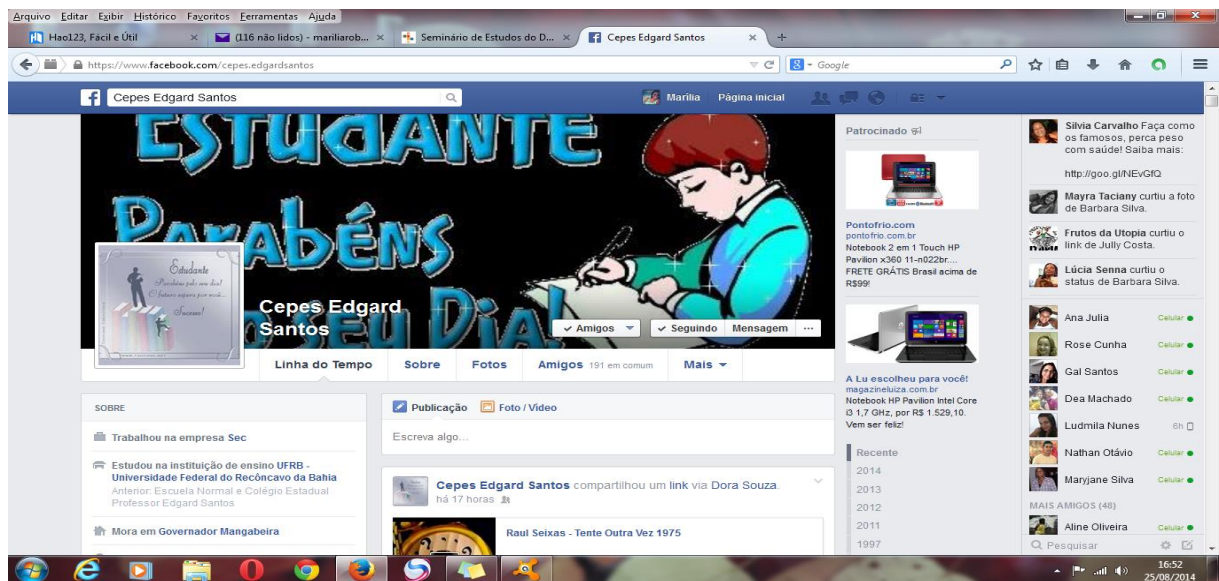 Arquivo Editar Exibir Histórico Favoritos Ferramentas Ajuda
Hao123, Fácil e Útil
(116 não lidos) - mariliarob...
Seminário de Estudos do D...
Cepes Edgard Santos
https://www.facebook.com/cepes.edgardsantos
Google
Cepes Edgard Santos
Marília Página inicial
ESTUDANTE
PARABÉNS
SEU DIA!
Estudante
Parabéns pelo seu dia!
O futuro espera por você...
Sucesso!
Cepes Edgard
Santos
Amigos
Seguindo
Mensagem
Linha do Tempo
Sobre
Fotos
Amigos 191 em comum
Mais
SOBRE
Trabalhou na empresa Sec
Estudou na instituição de ensino UFRB -
Universidade Federal do Recôncavo da Bahia
Anterior: Escuela Normal e Colégio Estadual
Professor Edgard Santos
Mora em Governador Mangabeira
Publicação
Foto / Vídeo
Escreva algo...
Cepes Edgard Santos compartilhou um link via Dora Souza.
há 17 horas
Raul Seixas - Tente Outra Vez 1975
Patrocinado
Pontofrio.com
pontofrio.com.br
Notebook 2 em 1 Touch HP
Pavilion x360 11-n022br....
FRETE GRÁTIS Brasil acima de
R$99!
A Lu escolheu para você!
magazineluiza.com.br
Notebook HP Pavilion Intel Core
i3 1,7 GHz, por R$ 1.529,10.
Vem ser feliz!
Recente
2014
2013
2012
2011
1997
Silvia Carvalho Faça como
os famosos, perca peso
com saúde! Saiba mais:
http://goo.gl/NEvGfQ
Mayra Taciany curtiu a foto
de Barbara Silva.
Frutos da Utopia curtiu o
link de Jully Costa.
Lúcia Senna curtiu o
status de Barbara Silva.
Ana Julia Celular
Rose Cunha Celular
Gal Santos Celular
Dea Machado Celular
Ludmila Nunes 6h
Nathan Otávio Celular
Maryjane Silva Celular
MAIS AMIGOS (48)
Aline Oliveira Celular
Pesquisar
16:52
25/08/2014